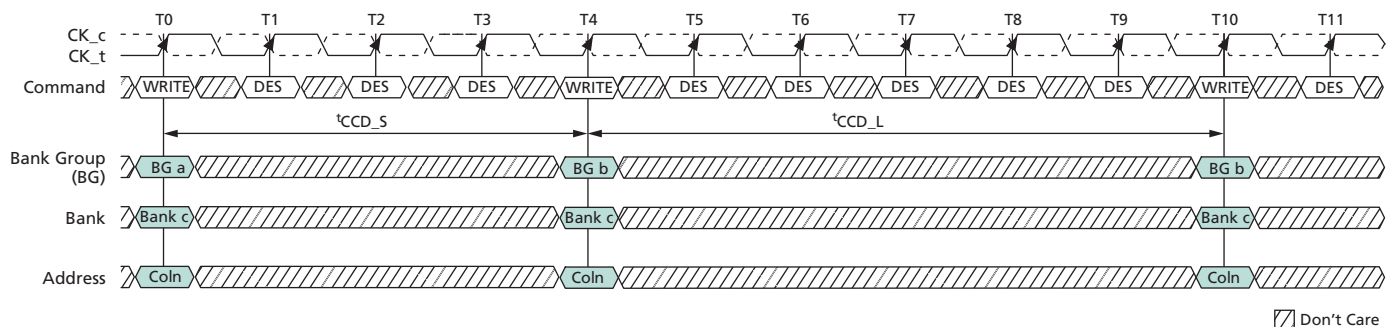 T0 T1 T2 T3 T4 T5 T6 T7 T8 T9 T10 T11
CK_c
CK_t
Command WRITE DES DES DES WRITE DES DES DES DES DES WRITE DES
tCCD_S tCCD_L
Bank Group
(BG) BG a BG b BG b
Bank Bank c Bank c Bank c
Address Coln Coln Coln
Don't Care